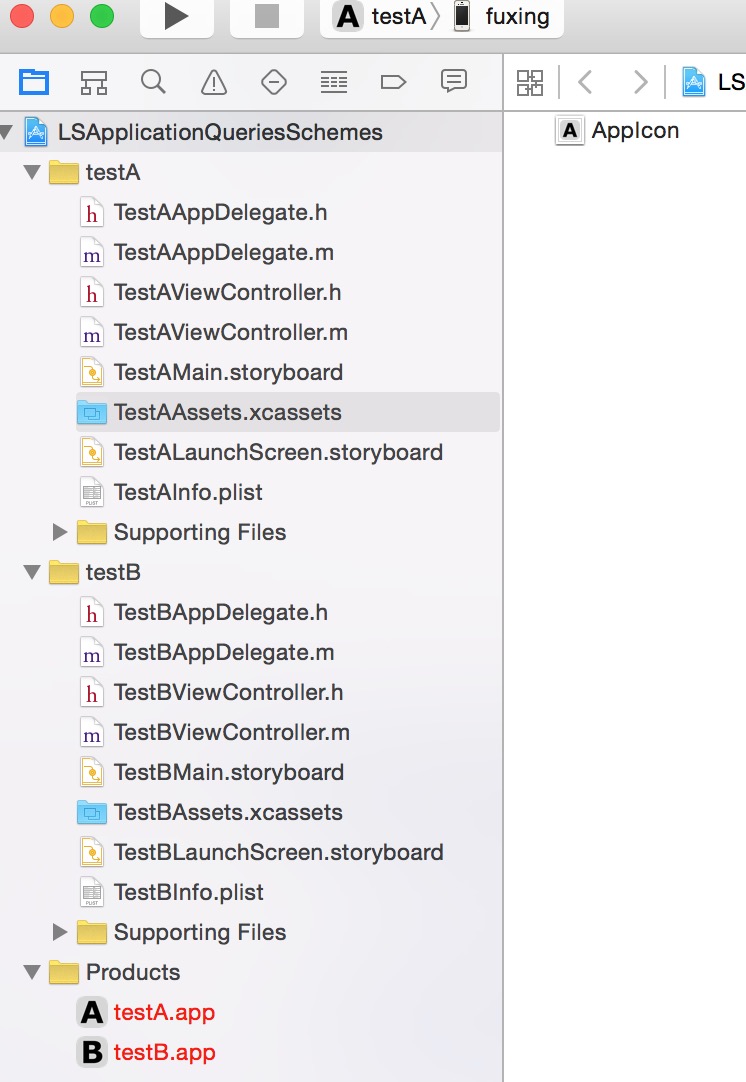 A testA fuxing
LS
LSApplicationQueriesSchemes
A AppIcon
testA
h TestAAppDelegate.h
m TestAAppDelegate.m
h TestAViewController.h
m TestAViewController.m
TestAMain.storyboard
TestAAssets.xcassets
TestALaunchScreen.storyboard
PLIST TestAInfo.plist
Supporting Files
testB
h TestBAppDelegate.h
m TestBAppDelegate.m
h TestBViewController.h
m TestBViewController.m
TestBMain.storyboard
TestBAssets.xcassets
TestBLaunchScreen.storyboard
PLIST TestBInfo.plist
Supporting Files
Products
A testA.app
B testB.app